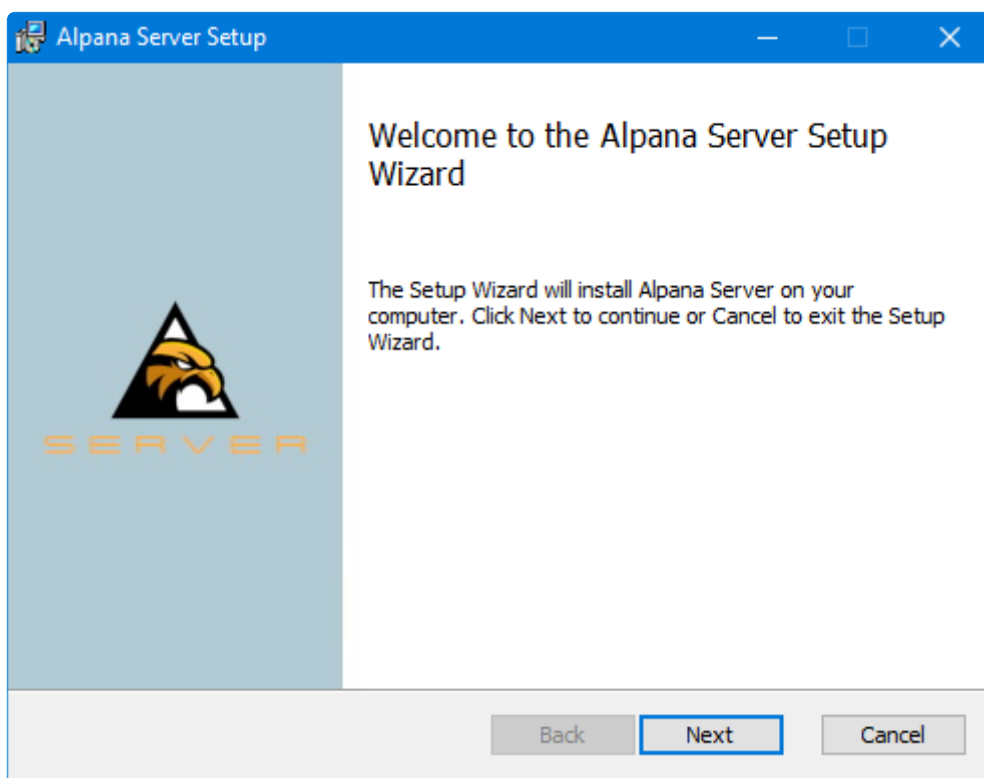 Alpana Server Setup
Welcome to the Alpana Server Setup
Wizard
The Setup Wizard will install Alpana Server on your
computer. Click Next to continue or Cancel to exit the Setup
Wizard.
SERVER
Back Next Cancel